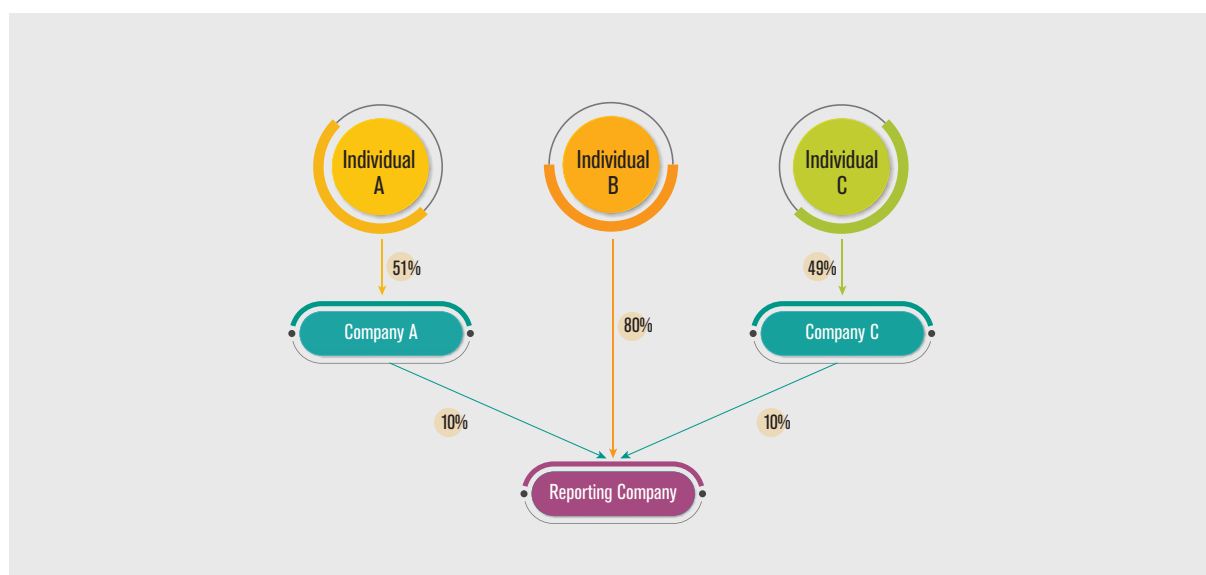 Individual
A
Individual
B
Individual
C
51%
49%
Company A
80%
Company C
10%
10%
Reporting Company